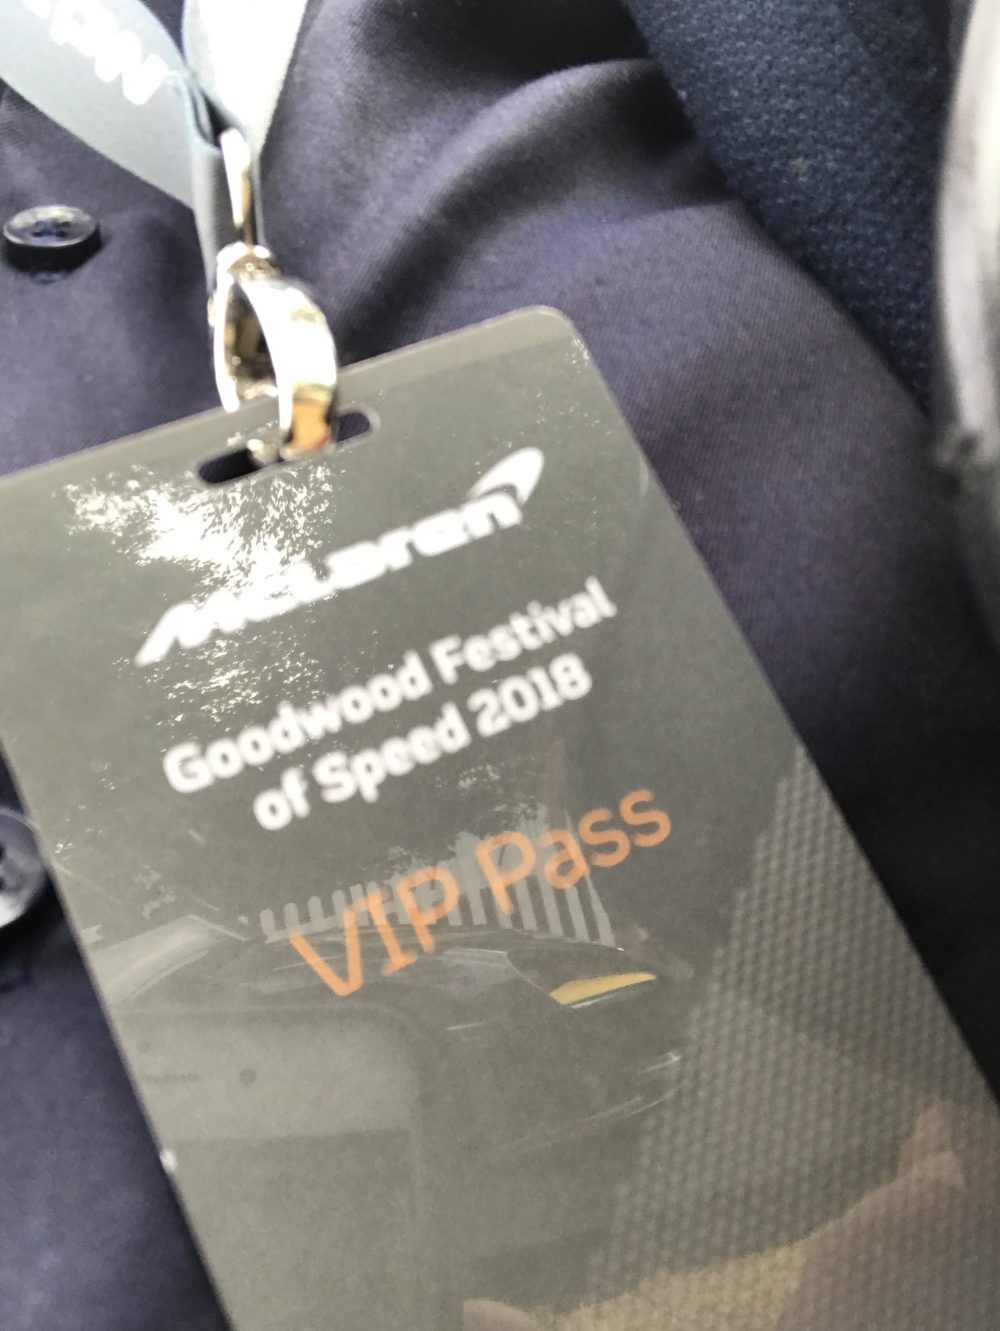 McLaren
Goodwood Festival
of Speed 2018
VIP Pass